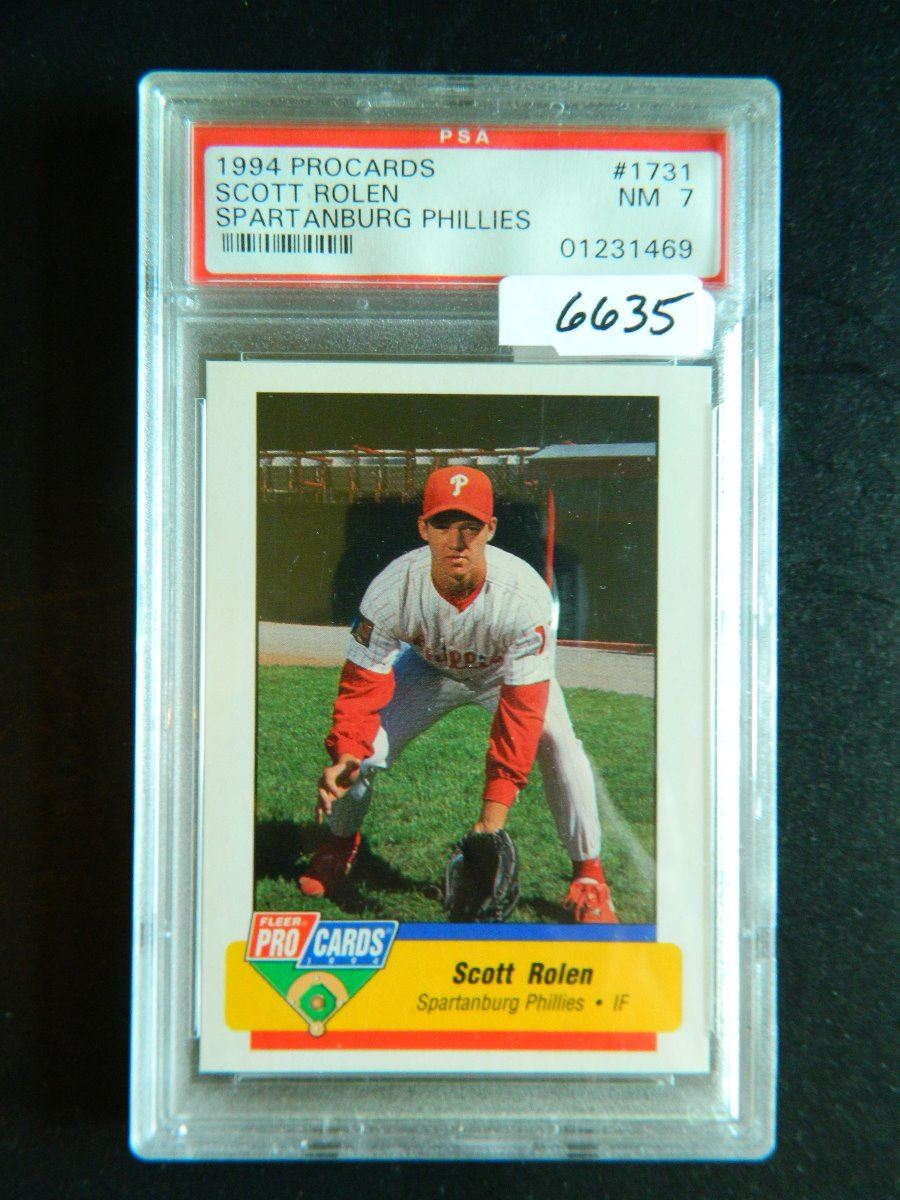 PSA
1994 PROCARDS #1731
SCOTT ROLEN NM 7
SPARTANBURG PHILLIES
01231469
6635
P
FLEER®
PRO CARDS®
1994
Scott Rolen
Spartanburg Phillies • IF